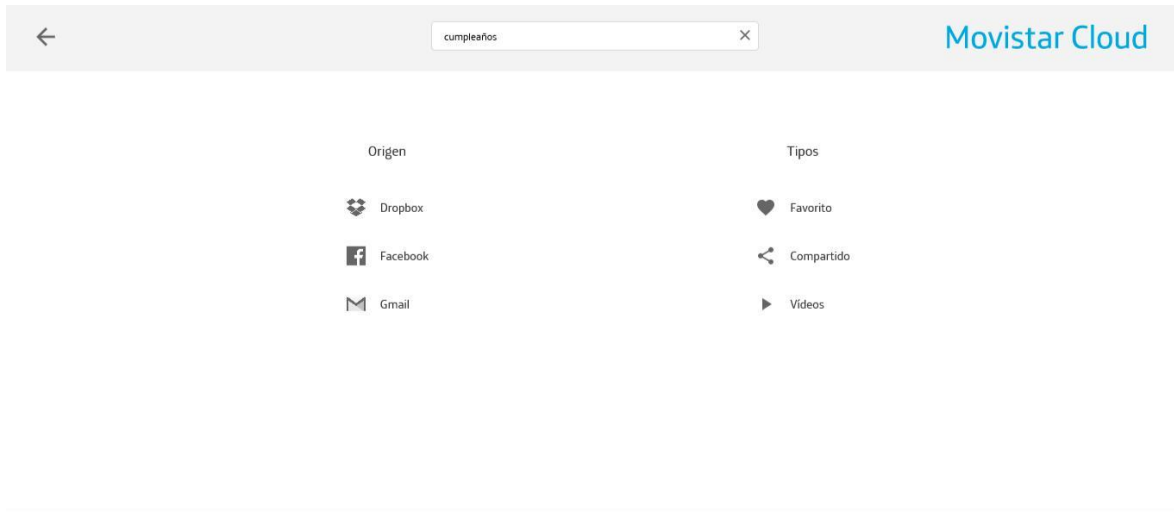 cumpleaños
Movistar Cloud
Origen
Tipos
Dropbox
Favorito
Facebook
Compartido
Gmail
Vídeos